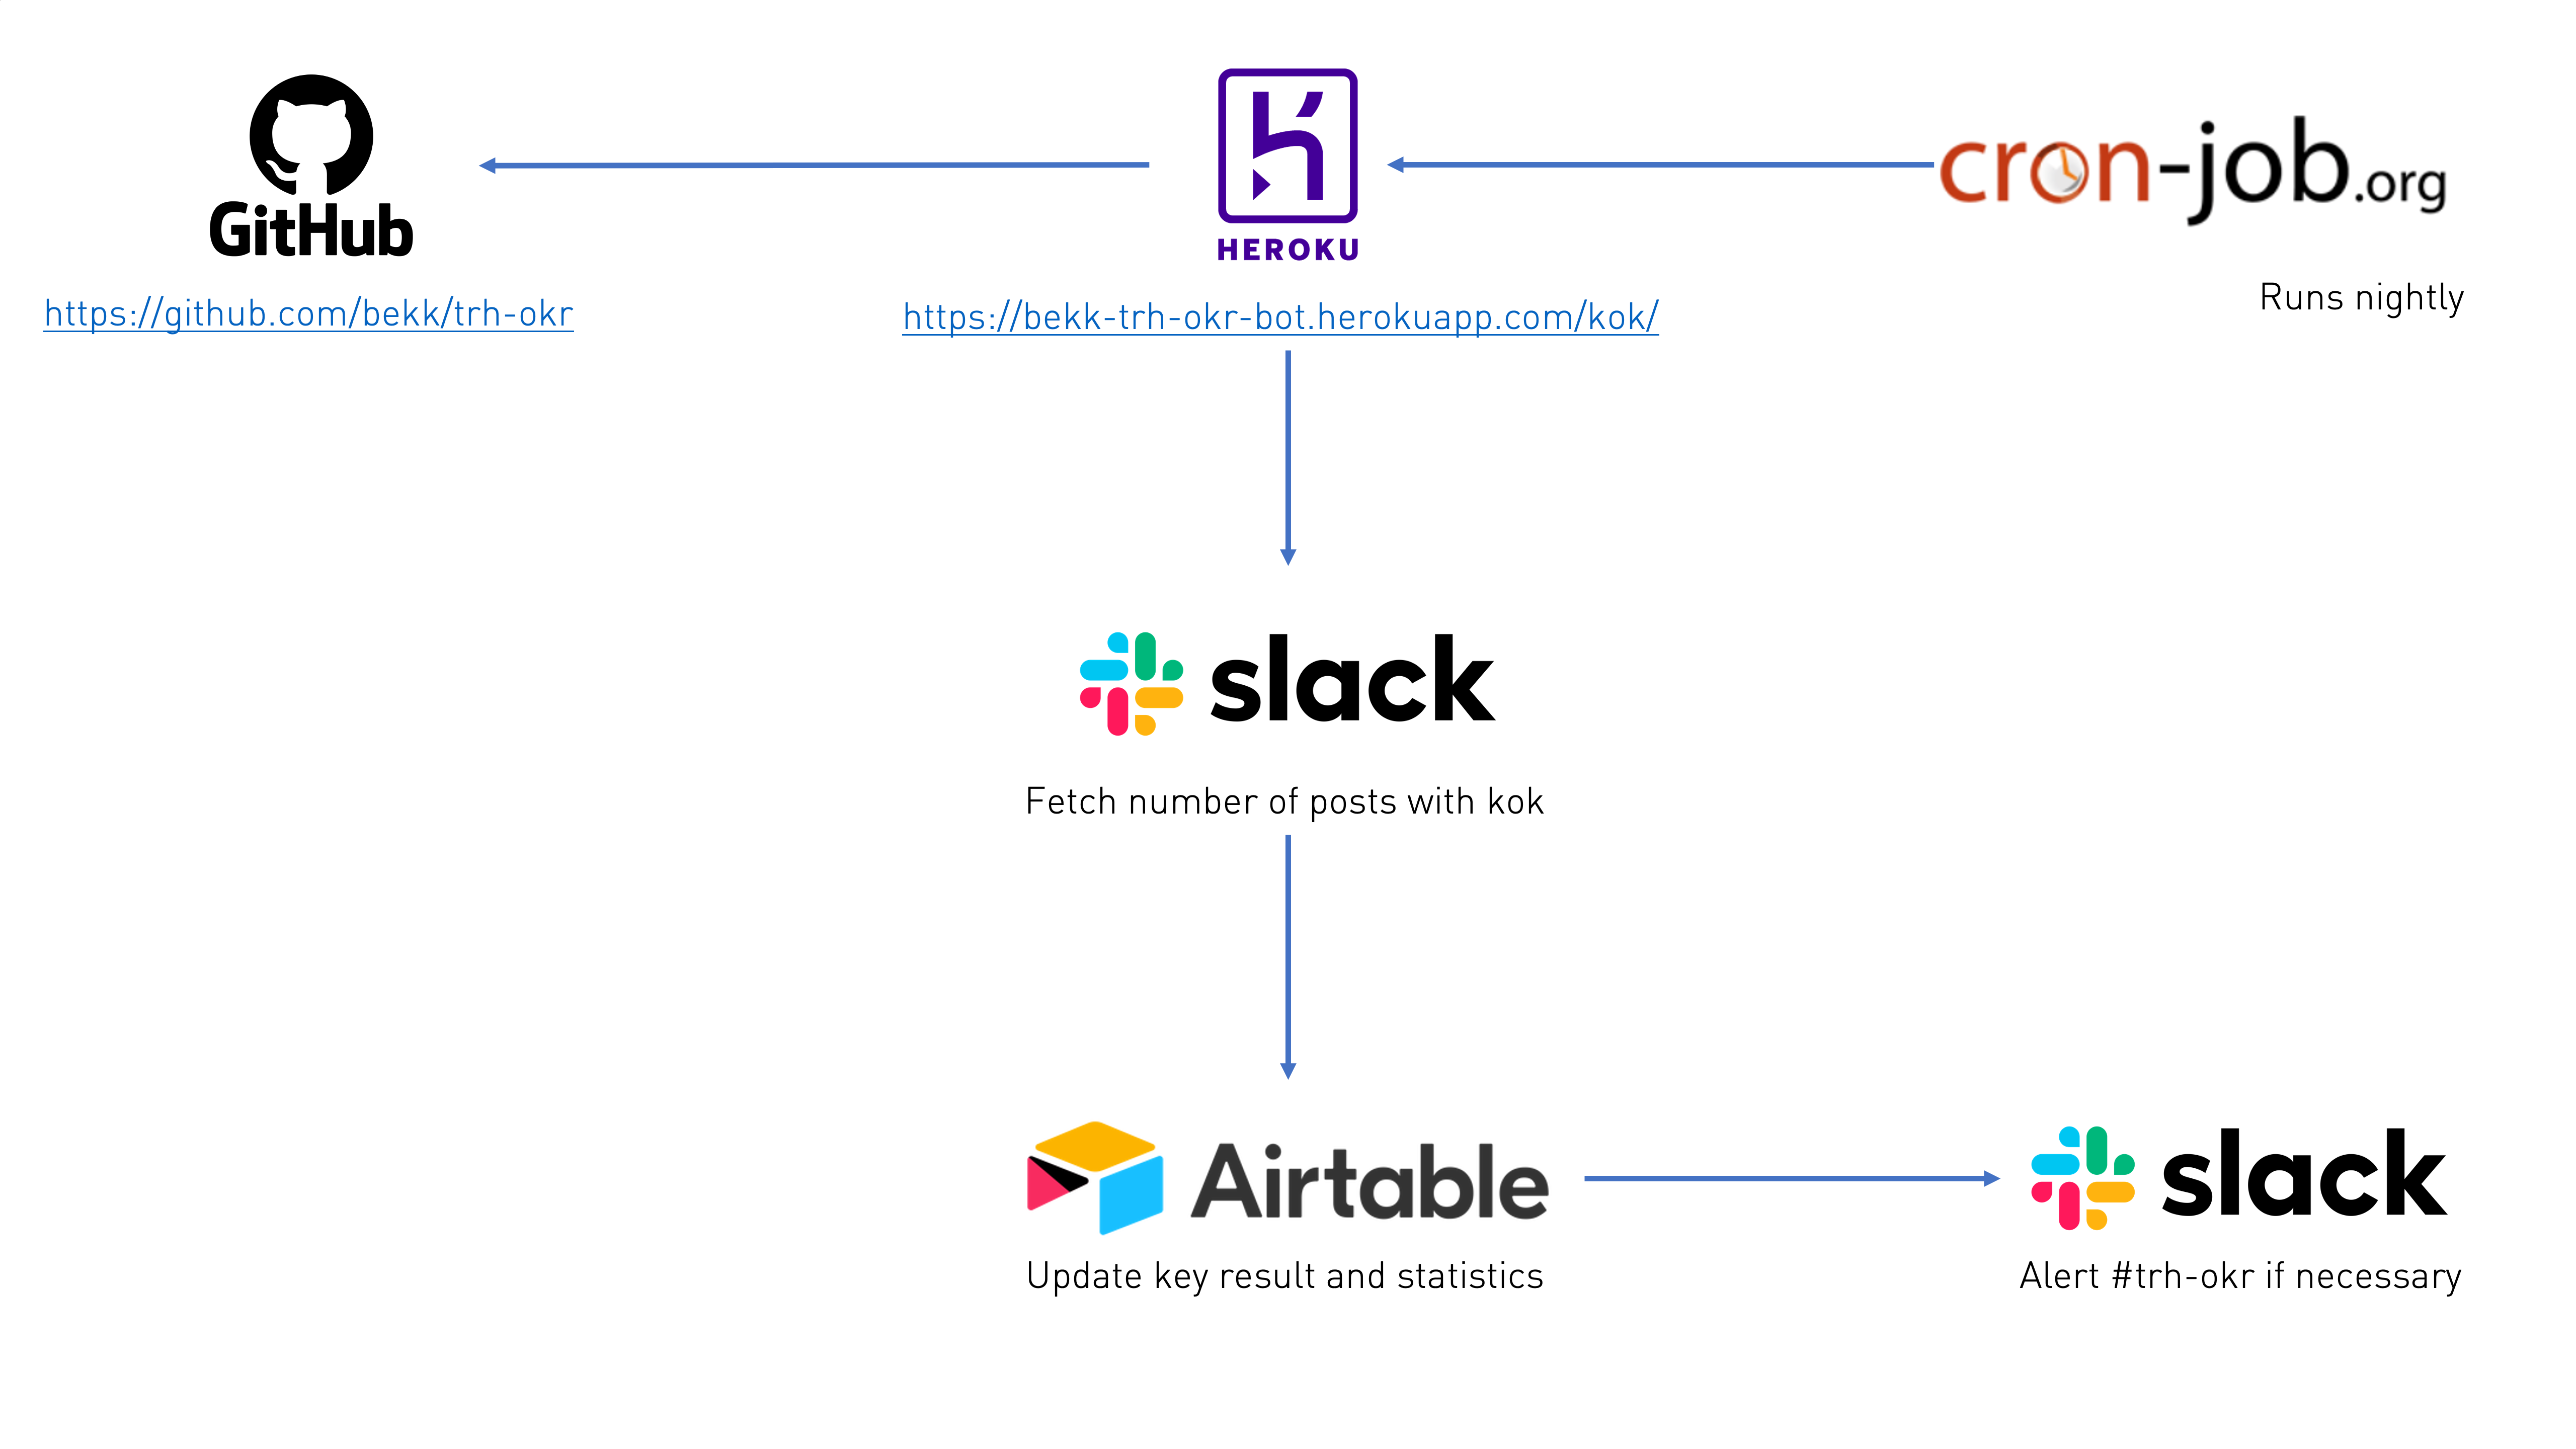 GitHub
HEROKU
cron-job.org
https://github.com/bekk/trh-okr
https://bekk-trh-okr-bot.herokuapp.com/kok/
Runs nightly
slack
Fetch number of posts with kok
Airtable
slack
Update key result and statistics
Alert #trh-okr if necessary